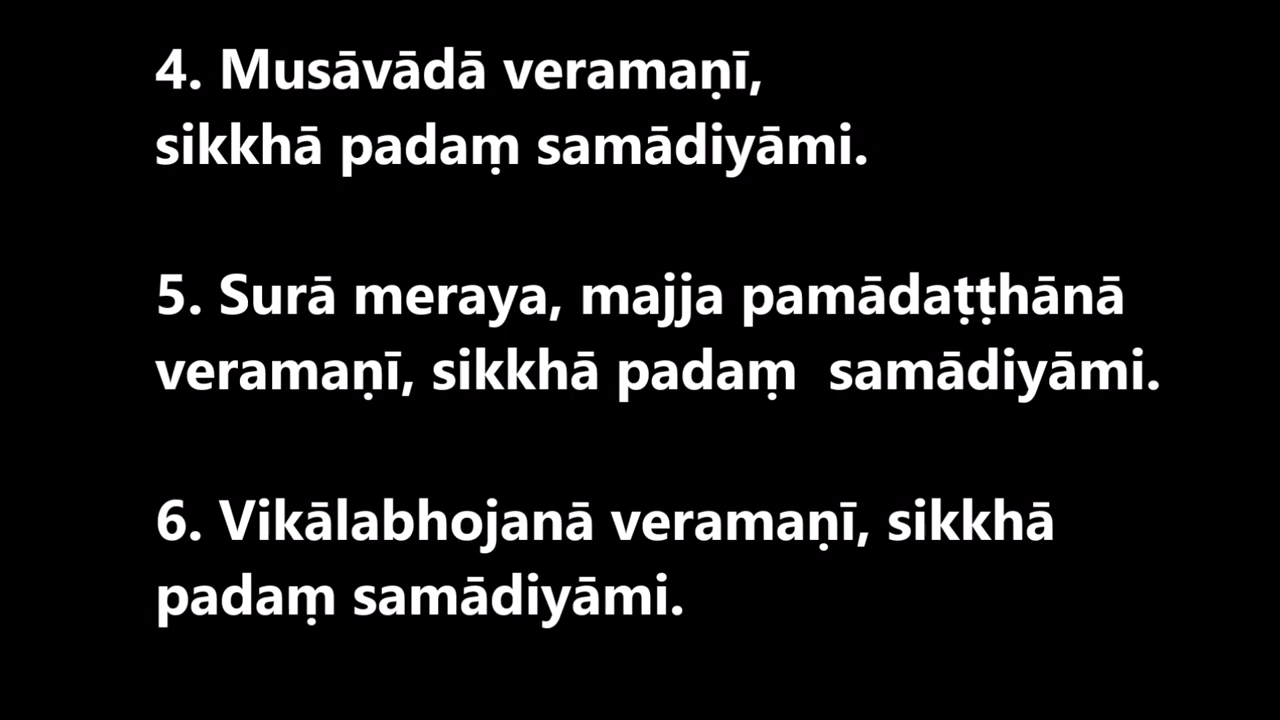 4. Musāvādā veramaṇī,
sikkhā padaṃ samādiyāmi.
5. Surā meraya, majja pamādaṭṭhānā
veramaṇī, sikkhā padaṃ  samādiyāmi.
6. Vikālabhojanā veramaṇī, sikkhā
padaṃ samādiyāmi.